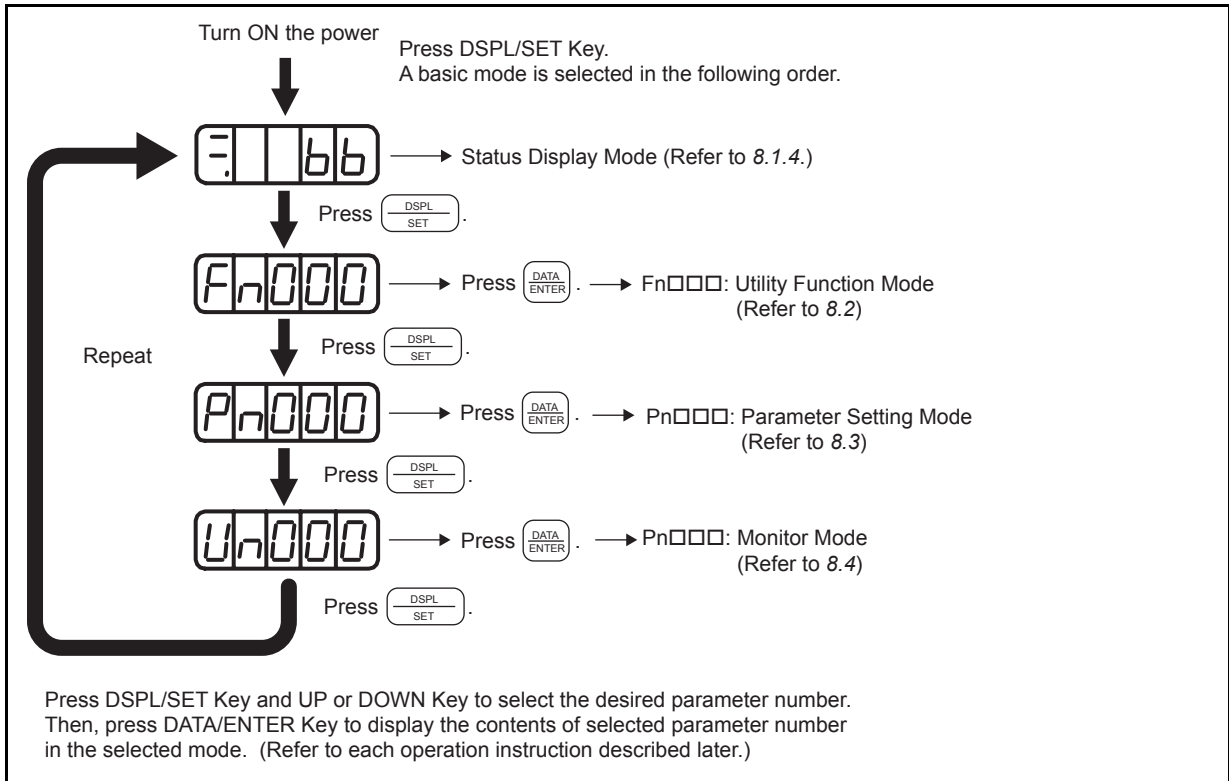 Turn ON the power
Press DSPL/SET Key.
A basic mode is selected in the following order.
bb
Status Display Mode (Refer to 8.1.4.)
Press DSPL
SET .
Fn000
Press DATA
ENTER . Fn□□□: Utility Function Mode
(Refer to 8.2)
Repeat
Press DSPL
SET .
Pn000
Press DATA
ENTER . Pn□□□: Parameter Setting Mode
(Refer to 8.3)
Press DSPL
SET .
Un000
Press DATA
ENTER . Pn□□□: Monitor Mode
(Refer to 8.4)
Press DSPL
SET .
Press DSPL/SET Key and UP or DOWN Key to select the desired parameter number.
Then, press DATA/ENTER Key to display the contents of selected parameter number
in the selected mode. (Refer to each operation instruction described later.)